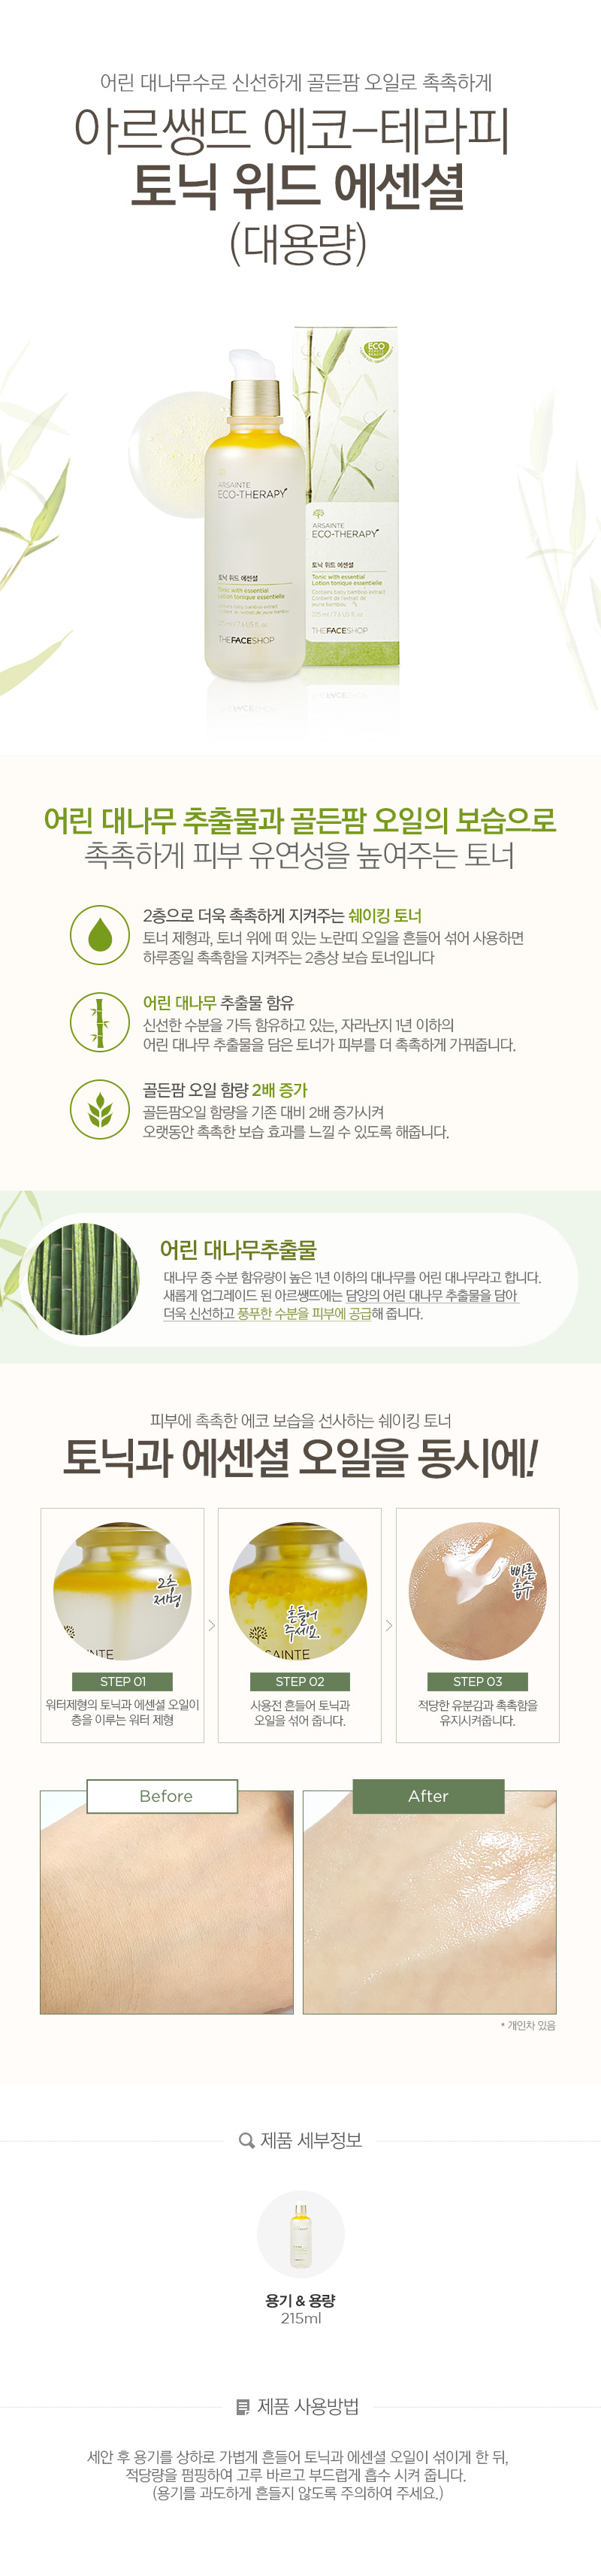 어린 대나무수로 신선하게 골든팜 오일로 촉촉하게
아르쌩뜨 에코-테라피
토닉 위드 에센셜
(대용량)
ECO
ARSAINTE
ECO-THERAPY
토닉 위드 에센셜
Tonic with essential
Lotion tonique essentielle
THEFACESHOP
ARSAINTE
ECO-THERAPY
토닉 위드 에센셜
Tonic with essential
Lotion tonique essentielle
Contains baby bamboo extract
Contient de l'extrait de
jeune bambou
THEFACESHOP
어린 대나무 추출물과 골든팜 오일의 보습으로
촉촉하게 피부 유연성을 높여주는 토너
2층으로 더욱 촉촉하게 지켜주는 쉐이킹 토너
토너 제형과, 토너 위에 떠 있는 노란띠 오일을 흔들어 섞어 사용하면
하루종일 촉촉함을 지켜주는 2층상 보습 토너입니다
어린 대나무 추출물 함유
신선한 수분을 가득 함유하고 있는, 자라난지 1년 이하의
어린 대나무 추출물을 담은 토너가 피부를 더 촉촉하게 가꿔줍니다.
골든팜 오일 함량 2배 증가
골든팜오일 함량을 기존 대비 2배 증가시켜
오랫동안 촉촉한 보습 효과를 느낄 수 있도록 해줍니다.
어린 대나무추출물
대나무 중 수분 함유량이 높은 1년 이하의 대나무를 어린 대나무라고 합니다.
새롭게 업그레이드 된 아르쌩뜨에는 담양의 어린 대나무 추출물을 담아
더욱 신선하고 풍푸한 수분을 피부에 공급해 줍니다.
피부에 촉촉한 에코 보습을 선사하는 쉐이킹 토너
토닉과 에센셜 오일을 동시에!
2층
제형
흔들어
주세요.
빠른
흡수
STEP 01
STEP 02
STEP 03
워터제형의 토닉과 에센셜 오일이
층을 이루는 워터 제형
사용전 흔들어 토닉과
오일을 섞어 줍니다.
적당한 유분감과 촉촉함을
유지시켜줍니다.
Before
After
* 개인차 있음
제품 세부정보
용기 & 용량
215ml
제품 사용방법
세안 후 용기를 상하로 가볍게 흔들어 토닉과 에센셜 오일이 섞이게 한 뒤,
적당량을 펌핑하여 고루 바르고 부드럽게 흡수 시켜 줍니다.
(용기를 과도하게 흔들지 않도록 주의하여 주세요.)